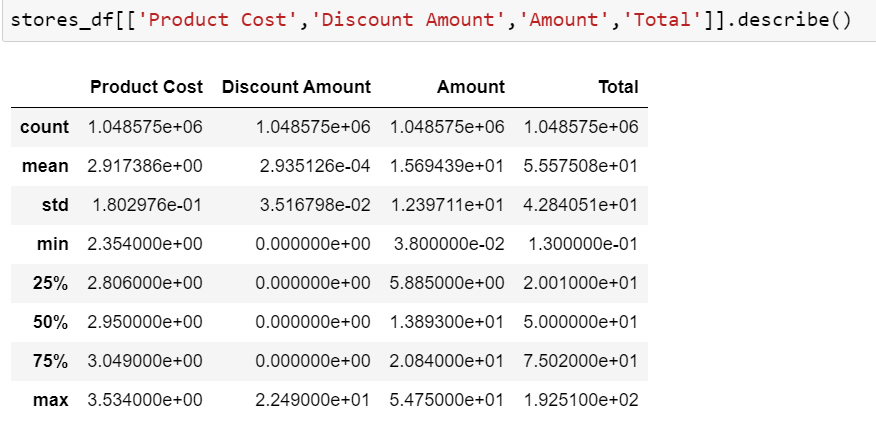 stores_df[['Product Cost','Discount Amount','Amount','Total']].describe()
Product Cost Discount Amount Amount Total
count 1.048575e+06 1.048575e+06 1.048575e+06 1.048575e+06
mean 2.917386e+00 2.935126e-04 1.569439e+01 5.557508e+01
std 1.802976e-01 3.516798e-02 1.239711e+01 4.284051e+01
min 2.354000e+00 0.000000e+00 3.800000e-02 1.300000e-01
25% 2.806000e+00 0.000000e+00 5.885000e+00 2.001000e+01
50% 2.950000e+00 0.000000e+00 1.389300e+01 5.000000e+01
75% 3.049000e+00 0.000000e+00 2.084000e+01 7.502000e+01
max 3.534000e+00 2.249000e+01 5.475000e+01 1.925100e+02